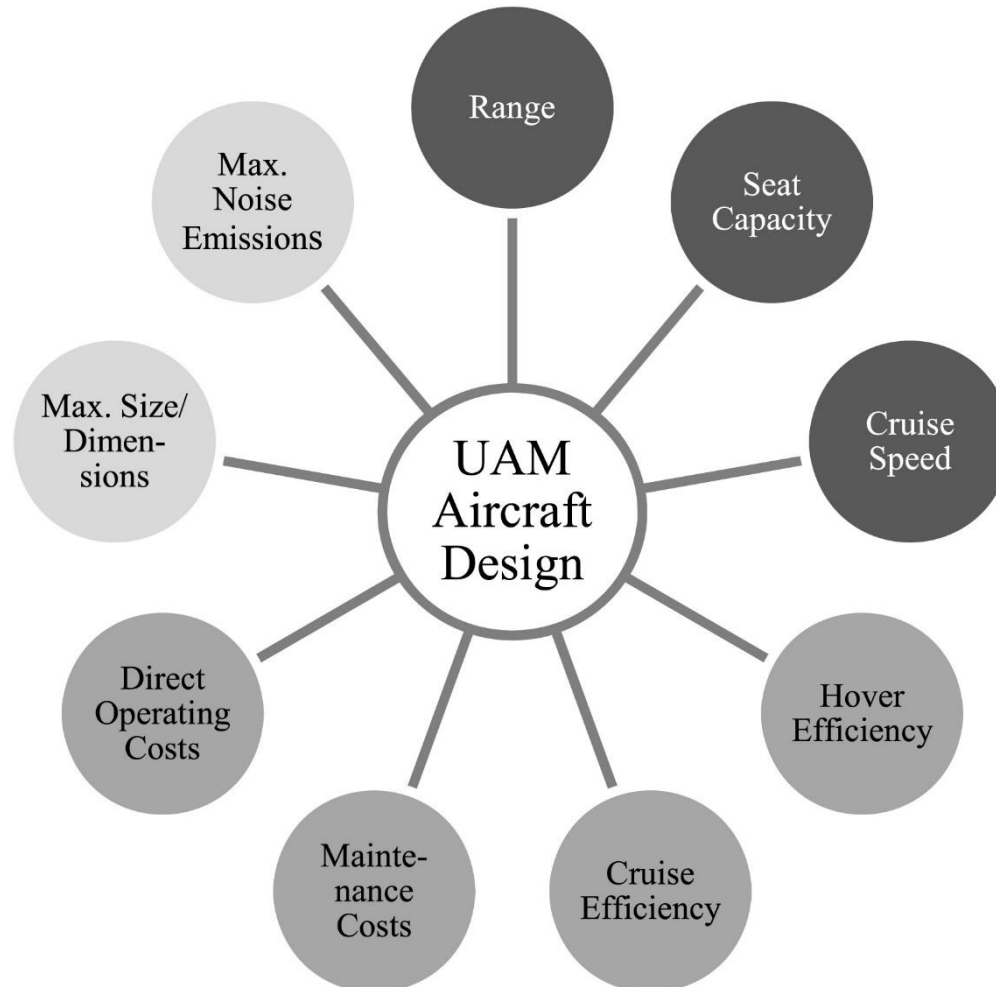 Range
Seat
Capacity
Cruise
Speed
Hover
Efficiency
Cruise
Efficiency
Mainte-
nance
Costs
Direct
Operating
Costs
Max. Size/
Dimen-
sions
Max.
Noise
Emissions
UAM
Aircraft
Design